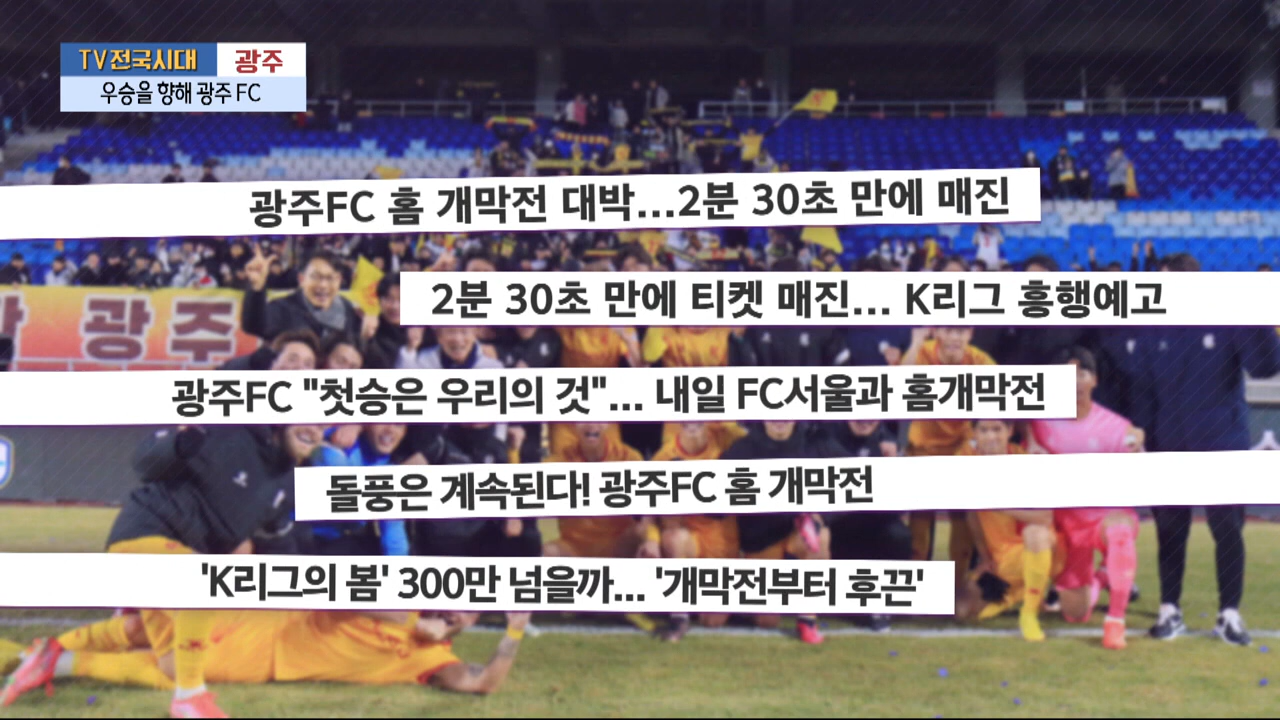 TV전국시대 광주
우승을 향해 광주 FC
광주FC 홈 개막전 대박...2분 30초 만에 매진
2분 30초 만에 티켓 매진... K리그 흥행예고
광주
광주FC "첫승은 우리의 것"... 내일 FC서울과 홈개막전
돌풍은 계속된다! 광주FC 홈 개막전
'K리그의 봄' 300만 넘을까... '개막전부터 후끈'